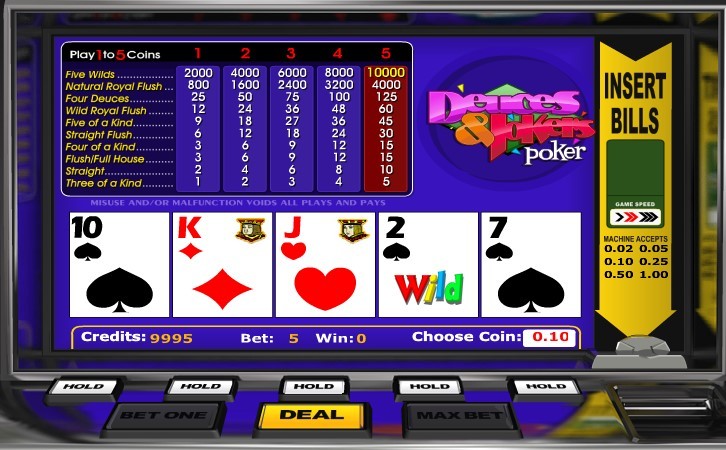 Play 1 to 5 Coins 1 2 3 4 5
Five Wilds 2000 4000 6000 8000 10000
Natural Royal Flush 800 1600 2400 3200 4000
Four Deuces 25 50 75 100 125
Wild Royal Flush 12 24 36 48 60
Five of a Kind 9 18 27 36 45
Straight Flush 6 12 18 24 30
Four of a Kind 3 6 9 12 15
Flush/Full House 3 6 9 12 15
Straight 2 4 6 8 10
Three of a Kind 1 2 3 4 5
MISUSE AND/OR MALFUNCTION VOIDS ALL PLAYS AND PAYS
Deuces
& Jokers
poker
INSERT
BILLS
GAME SPEED
MACHINE ACCEPTS
0.02 0.05
0.10 0.25
0.50 1.00
10 K J 2 7
Wild
Credits: 9995 Bet: 5 Win: 0 Choose Coin: 0.10
HOLD HOLD HOLD HOLD HOLD
BET ONE DEAL MAX BET